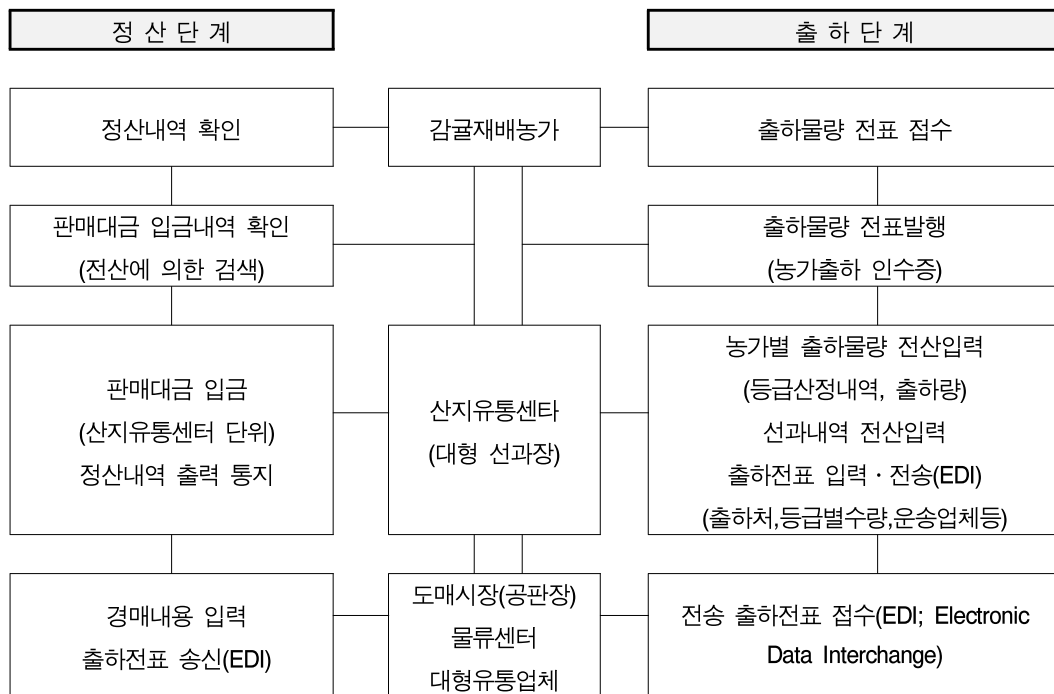 정 산 단 계
출 하 단 계
정산내역 확인
감귤재배농가
출하물량 전표 접수
판매대금 입금내역 확인
(전산에 의한 검색)
출하물량 전표발행
(농가출하 인수증)
판매대금 입금
(산지유통센터 단위)
정산내역 출력 통지
산지유통센타
(대형 선과장)
농가별 출하물량 전산입력
(등급산정내역, 출하량)
선과내역 전산입력
출하전표 입력 · 전송(EDI)
(출하처,등급별수량,운송업체등)
경매내용 입력
출하전표 송신(EDI)
도매시장(공판장)
물류센터
대형유통업체
전송 출하전표 접수(EDI; Electronic
Data Interchange)